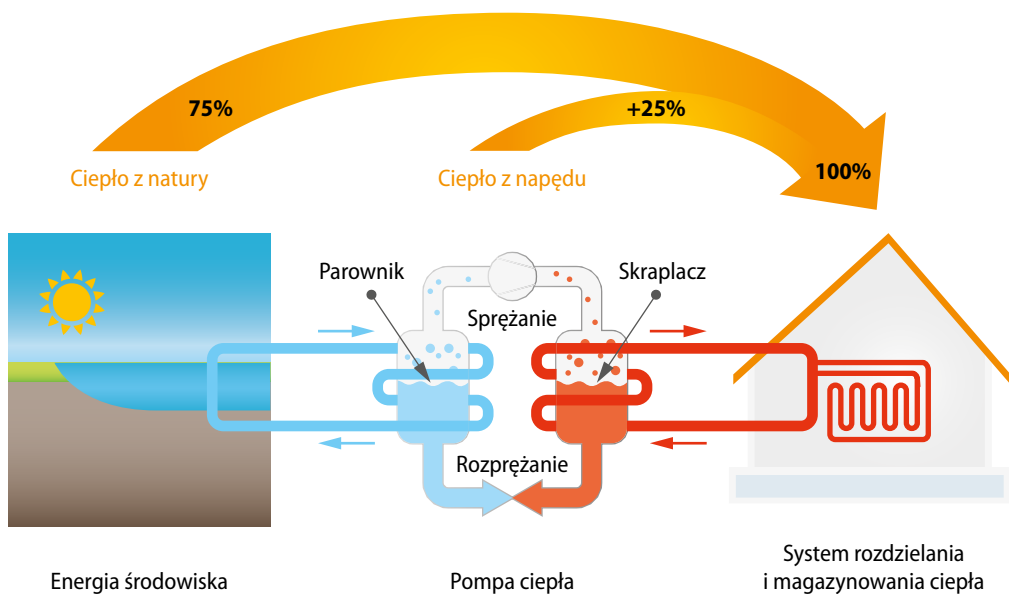 75%
+25%
100%
Ciepło z natury
Ciepło z napędu
Parownik
Skraplacz
Sprężanie
Rozprężanie
Energia środowiska
Pompa ciepła
System rozdzielania
i magazynowania ciepła